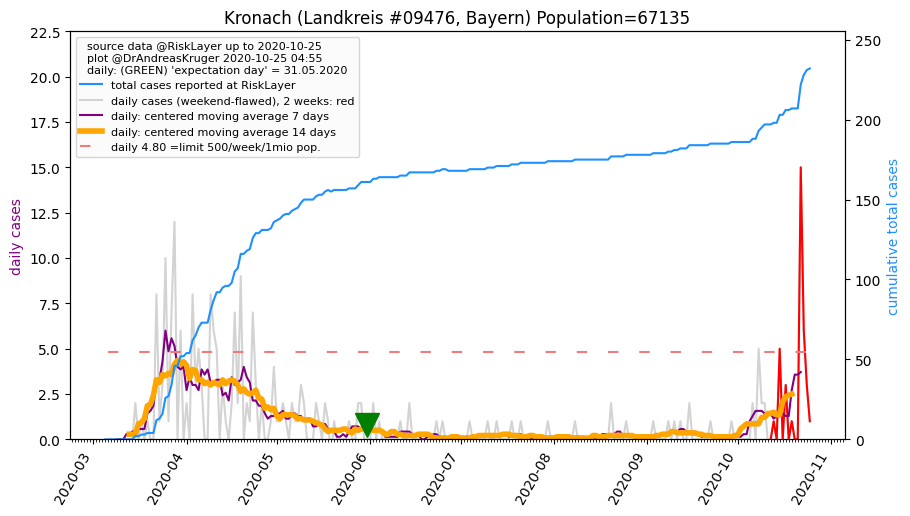 Kronach (Landkreis #09476, Bayern) Population=67135
source data @RiskLayer up to 2020-10-25
plot @DrAndreasKruger 2020-10-25 04:55
daily: (GREEN) 'expectation day' = 31.05.2020
total cases reported at RiskLayer
daily cases (weekend-flawed), 2 weeks: red
daily: centered moving average 7 days
daily: centered moving average 14 days
daily 4.80 =limit 500/week/1mio pop.
daily cases
22.5
20.0
17.5
15.0
12.5
10.0
7.5
5.0
2.5
0.0
250
200
150
100
50
0
cumulative total cases
2020-03
2020-04
2020-05
2020-06
2020-07
2020-08
2020-09
2020-10
2020-11